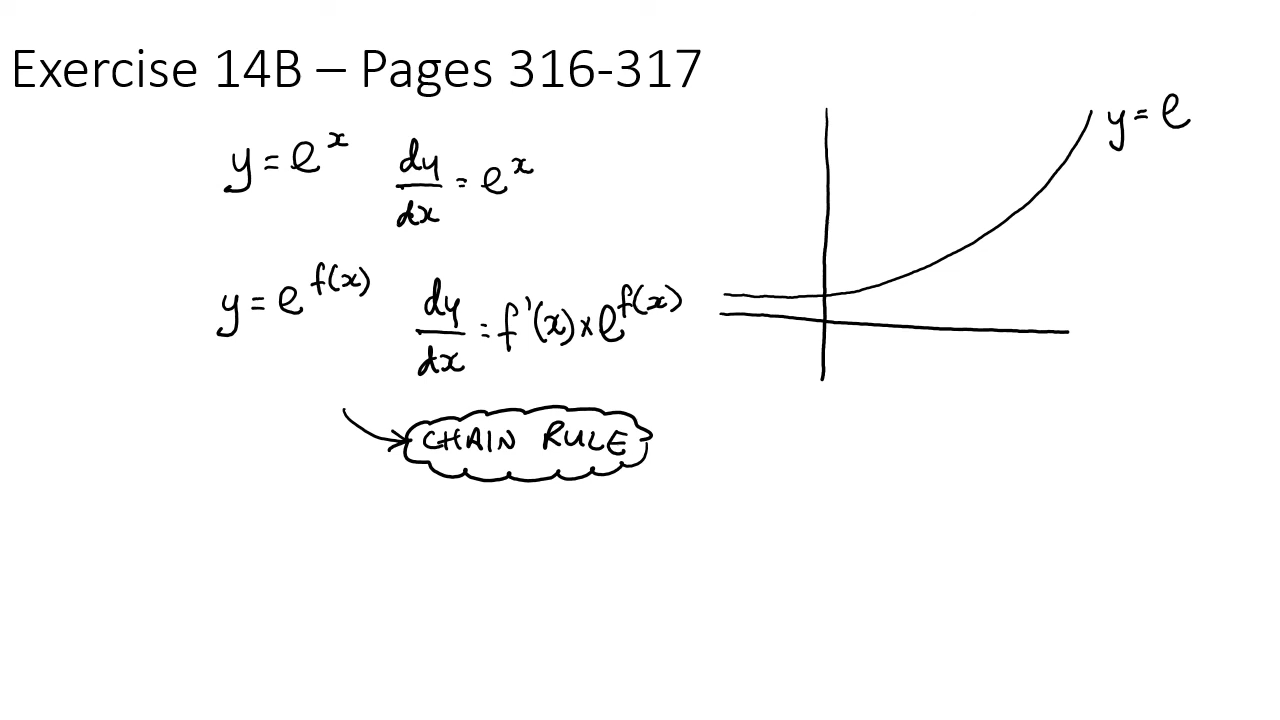 Exercise 14B – Pages 316-317
y = e
y = e^x dy/dx = e^x
y = e^f(x) dy/dx = f'(x) × e^f(x)
CHAIN RULE